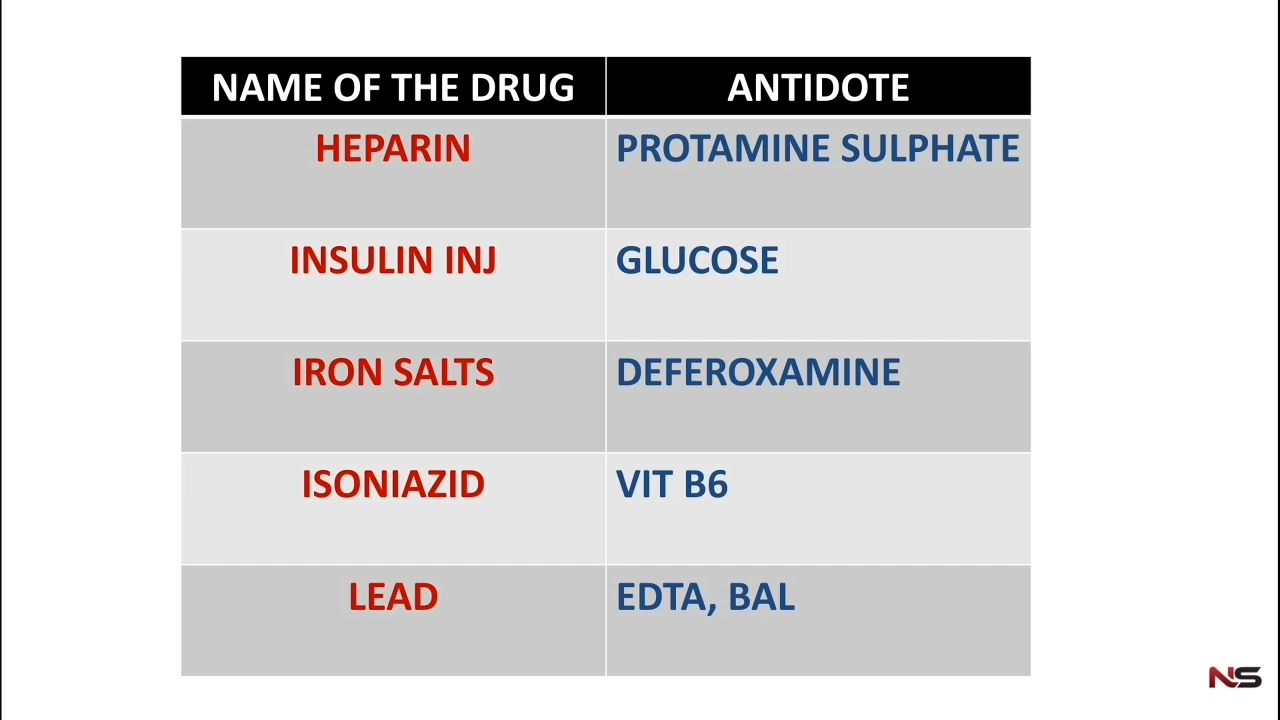 NAME OF THE DRUG ANTIDOTE
HEPARIN PROTAMINE SULPHATE
INSULIN INJ GLUCOSE
IRON SALTS DEFEROXAMINE
ISONIAZID VIT B6
LEAD EDTA, BAL
NS